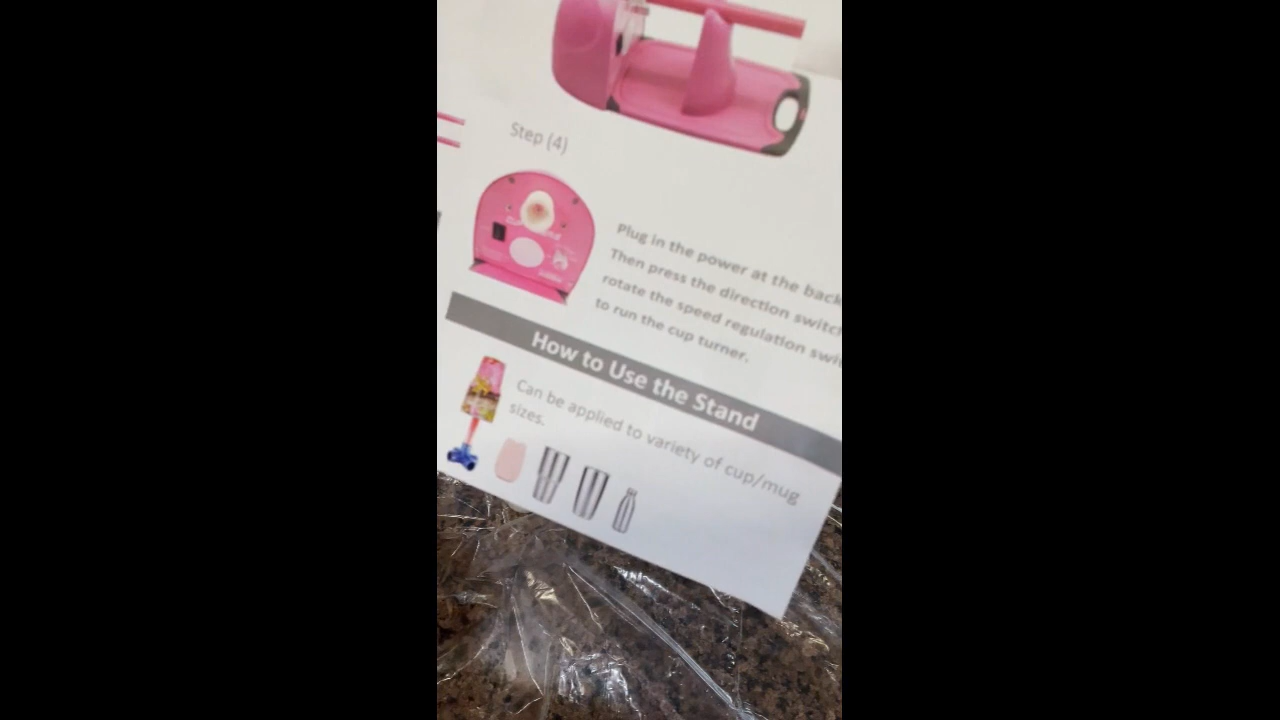 Step (4)
Plug in the power at the back
Then press the direction switch
rotate the speed regulation
to run the cup turner.
How to Use the Stand
Can be applied to variety of cup/mug
sizes.